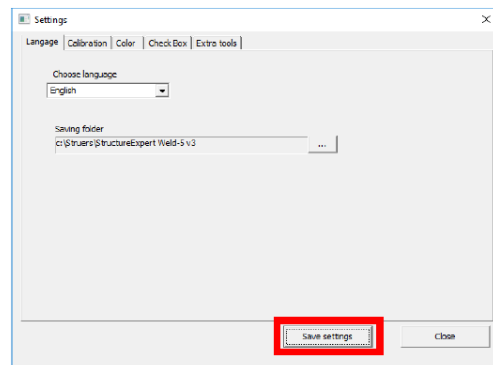 Settings
Langage Calibration Color Check Box Extra tools
Choose language
English
Saving folder
c:\Struers\StructureExpert Weld-5 v3 ...
Save settings Close